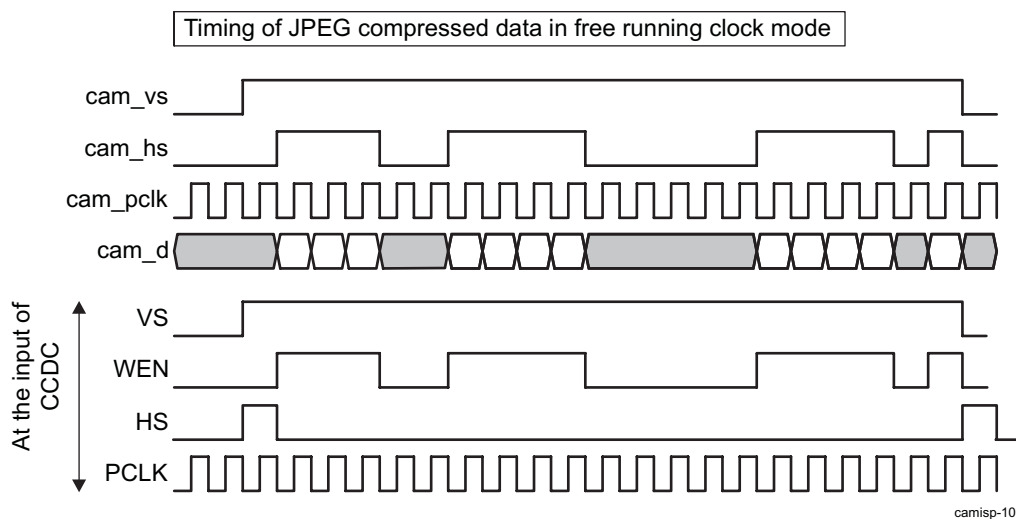 Timing of JPEG compressed data in free running clock mode
cam_vs
cam_hs
cam_pclk
cam_d
At the input of
CCDC
VS
WEN
HS
PCLK
camisp-10